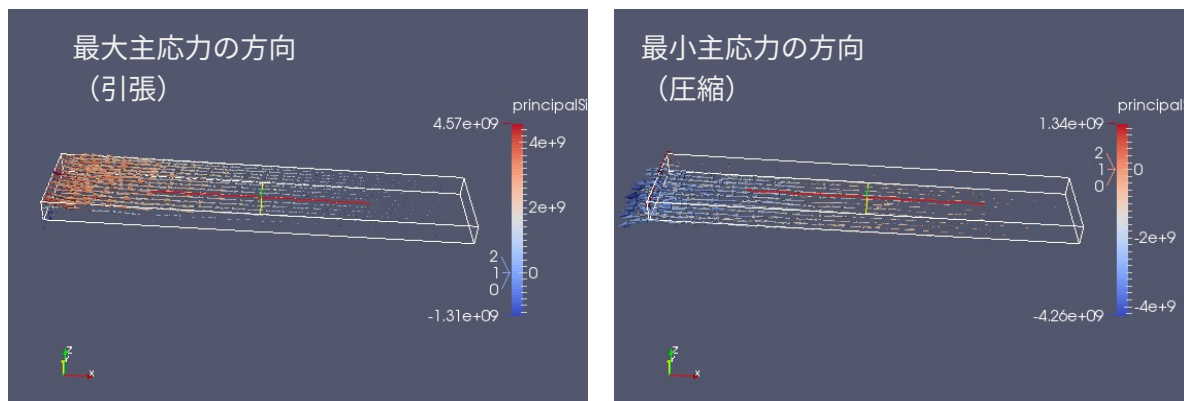 最大主応力の方向
（引張）
principalSi
4.57e+09
4e+9
2e+9
2
1
0
0
-1.31e+09
Z
Y
X
最小主応力の方向
（圧縮）
principalS
1.34e+09
2
1
0
0
-2e+9
-4e+9
-4.26e+09
Z
Y
X